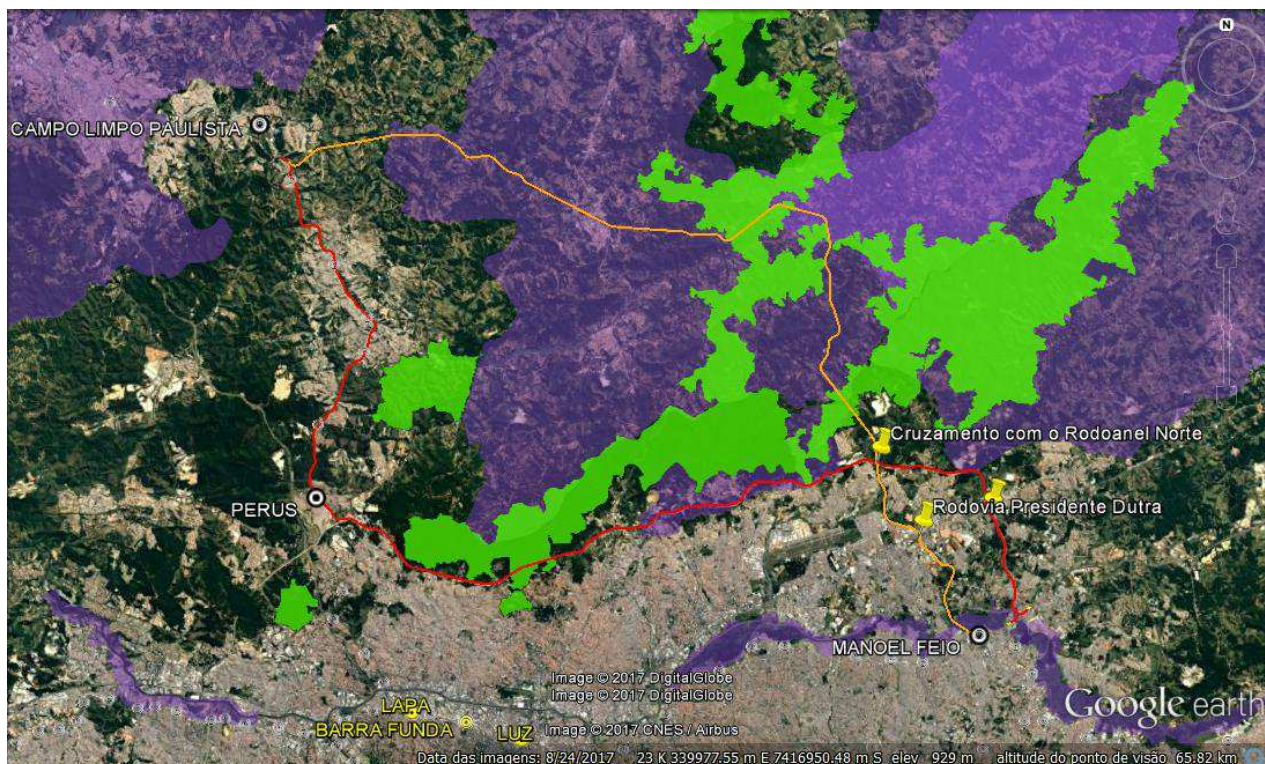 N
CAMPO LIMPO PAULISTA
Cruzamento com o Rodoanel Norte
PERUS
Rodovia Presidente Dutra
MANOEL FEIO
Image © 2017 DigitalGlobe
Image © 2017 DigitalGlobe
LAPA
BARRA FUNDA
LUZ
Image © 2017 CNES / Airbus
Google earth
Data das imagens: 8/24/2017 23 K 339977.55 m E 7416950.48 m S elev 929 m altitude do ponto de visão 65.82 km